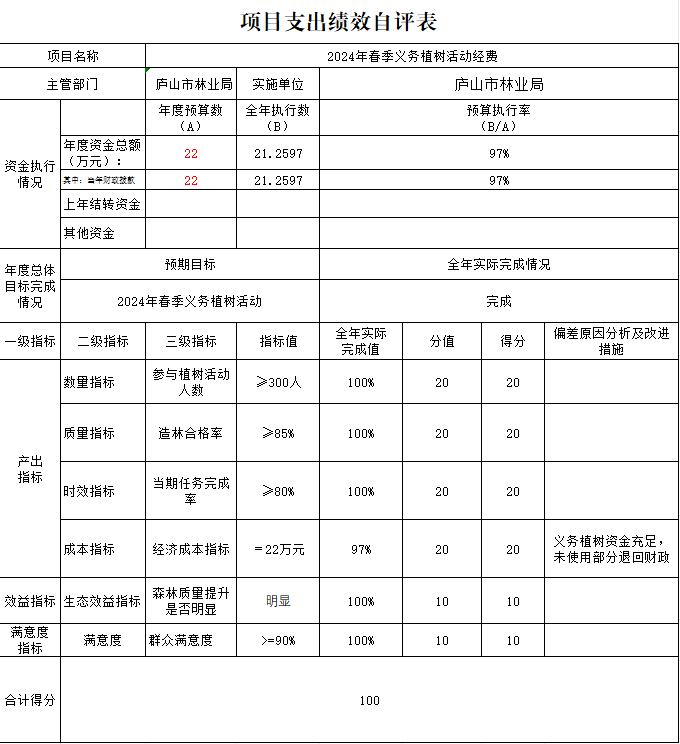 项目支出绩效自评表
项目名称 2024年春季义务植树活动经费
主管部门 庐山市林业局 实施单位 庐山市林业局
资金执行情况
年度预算数（A） 全年执行数（B） 预算执行率（B/A）
年度资金总额（万元）： 22 21.2597 97%
其中：当年财政拨款 22 21.2597 97%
上年结转资金
其他资金
年度总体目标完成情况
预期目标 全年实际完成情况
2024年春季义务植树活动 完成
一级指标 二级指标 三级指标 指标值 全年实际完成值 分值 得分 偏差原因分析及改进措施
产出指标
数量指标 参与植树活动人数 ≥300人 100% 20 20
质量指标 造林合格率 ≥85% 100% 20 20
时效指标 当期任务完成率 ≥80% 100% 20 20
成本指标 经济成本指标 ＝22万元 97% 20 20 义务植树资金充足，未使用部分退回财政
效益指标 生态效益指标 森林质量提升是否明显 明显 100% 10 10
满意度指标 满意度 群众满意度 >=90% 100% 10 10
合计得分 100